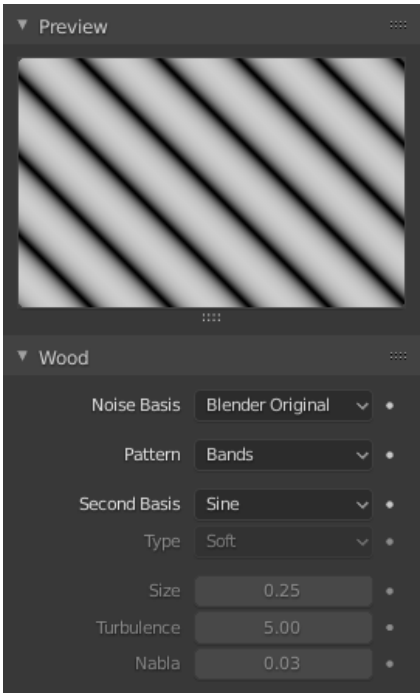 Preview
Wood
Noise Basis Blender Original
Pattern Bands
Second Basis Sine
Type Soft
Size 0.25
Turbulence 5.00
Nabla 0.03